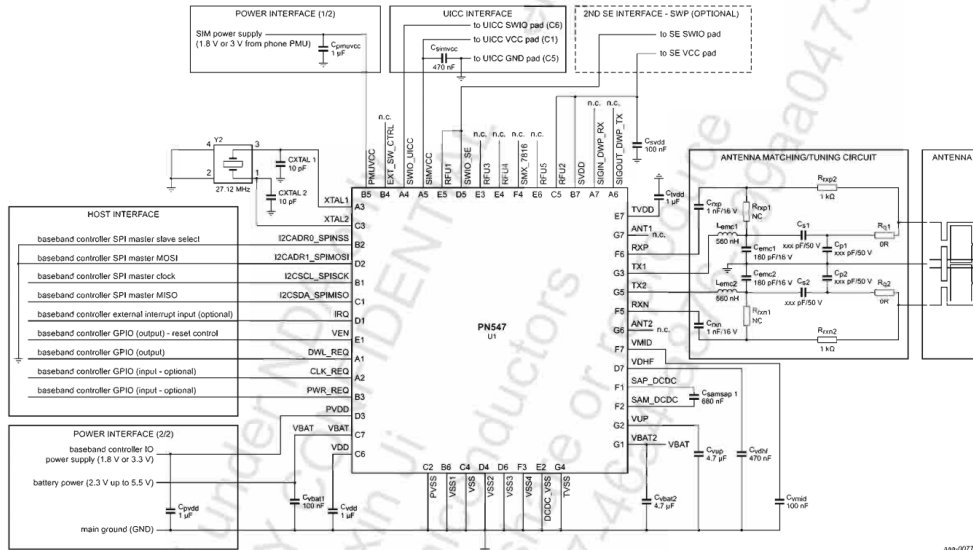 POWER INTERFACE (1/2)
SIM power supply
(1.8 V or 3 V from phone PMU)
Cpmuvcc
1 µF
UICC INTERFACE
to UICC SWIO pad (C6)
to UICC VCC pad (C1)
Csimvcc
470 nF
to UICC GND pad (C5)
2ND SE INTERFACE - SWP (OPTIONAL)
to SE SWIO pad
to SE VCC pad
n.c.
n.c.
n.c.
n.c.
n.c.
n.c.
n.c.
n.c.
Csvdd
100 nF
PMUVCC
EXT_SW_CTRL
SWIO_UICC
SIMVCC
RFU1
SWIO_SE
RFU3
RFU4
SMX_7816
RFU5
RFU2
SVDD
SIGIN_DWP_RX
SIGOUT_DWP_TX
B5 B4 A4 A5 E5 D5 E3 E4 F4 E6 C5 B7 A7 A6
Y2
4 3
2 1
27.12 MHz
CXTAL 1
10 pF
CXTAL 2
10 pF
XTAL1 A3
XTAL2 C3
HOST INTERFACE
baseband controller SPI master slave select I2CADR0_SPINSS B2
baseband controller SPI master MOSI I2CADR1_SPIMOSI D2
baseband controller SPI master clock I2CSCL_SPISCK B1
baseband controller SPI master MISO I2CSDA_SPIMISO C1
baseband controller external interrupt input (optional) IRQ D1
baseband controller GPIO (output) - reset control VEN E1
baseband controller GPIO (output) DWL_REQ A1
baseband controller GPIO (input - optional) CLK_REQ A2
baseband controller GPIO (input - optional) PWR_REQ B3
PVDD D3
VBAT VBAT C7
VDD C6
POWER INTERFACE (2/2)
baseband controller IO
power supply (1.8 V or 3.3 V)
battery power (2.3 V up to 5.5 V)
Cpvdd
1 µF
main ground (GND)
Cvbat1
100 nF
Cvdd
1 µF
PN547
U1
C2 B6 C4 D4 D6 F3 E2 G4
PVSS
VSS1
VSS
VSS2
VSS3
VSS4
DCDC_VSS
TVSS
E7 TVDD
G7 ANT1 n.c.
F6 RXP
G3 TX1
G5 TX2
F5 RXN
G6 ANT2 n.c.
F7 VMID
D7 VDHF
F1 SAP_DCDC
F2 SAM_DCDC
G2 VUP
G1 VBAT2 VBAT
Ctvdd
1 µF
Csamsap 1
680 nF
Cvup
4.7 µF
Cvdhf
470 nF
Cvbat2
4.7 µF
Cvmid
100 nF
ANTENNA MATCHING/TUNING CIRCUIT
Rrxp2
1 kΩ
Crxp
1 nF/16 V
Rrxp1
NC
Lemc1
560 nH
Cs1
xxx pF/50 V
Rq1
0R
Cemc1
180 pF/16 V
Cp1
xxx pF/50 V
Cemc2
180 pF/16 V
Cp2
xxx pF/50 V
Lemc2
560 nH
Cs2
xxx pF/50 V
Rq2
0R
Crxn
1 nF/16 V
Rrxn1
NC
Rrxn2
1 kΩ
ANTENNA
aaa-0071